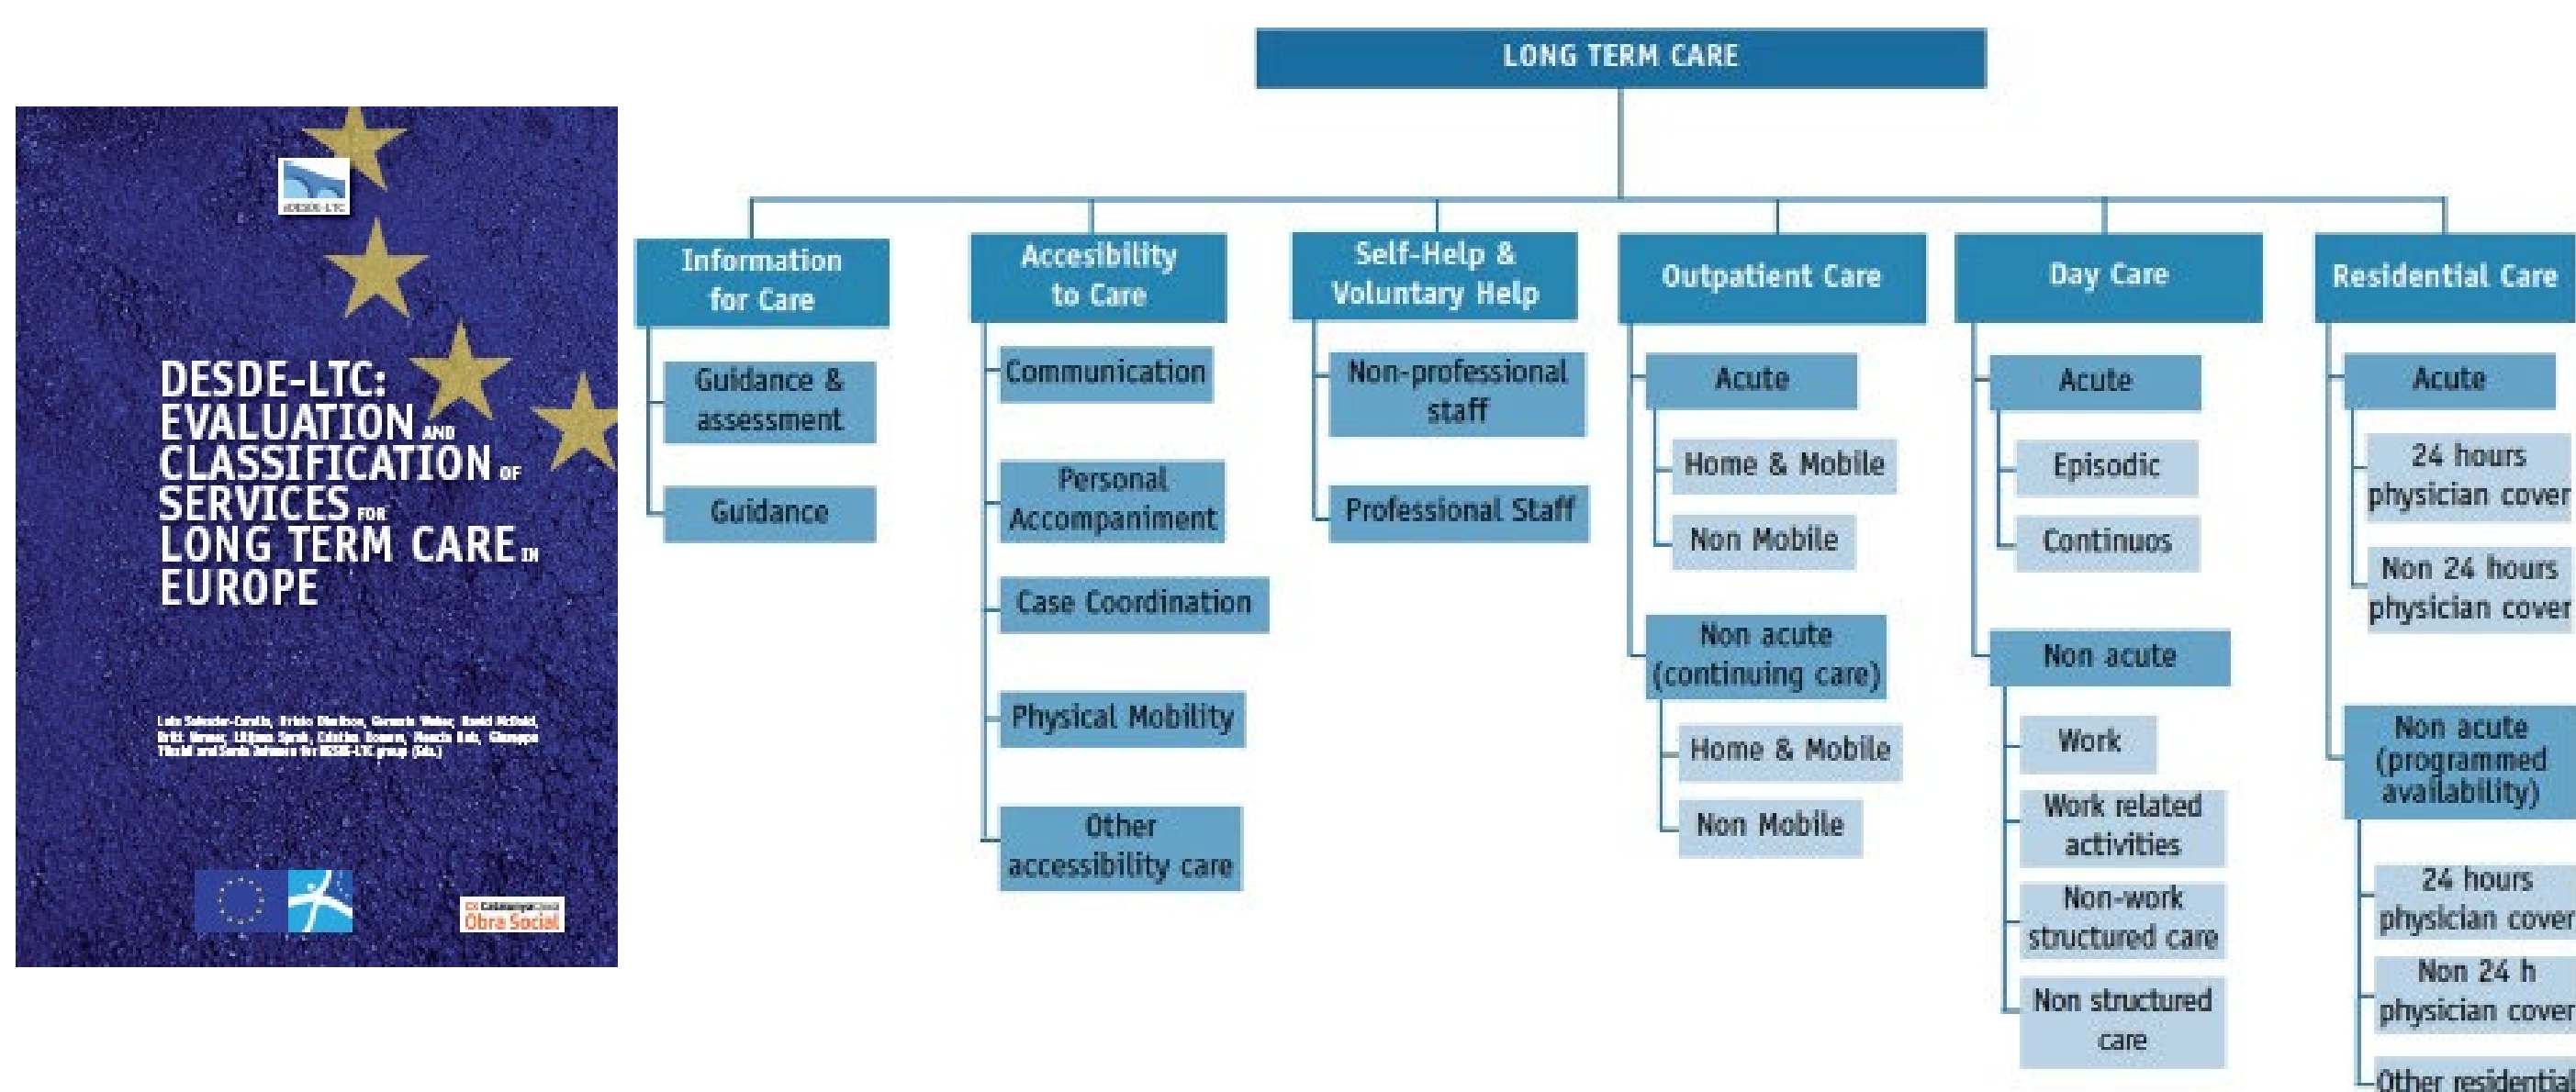 LONG TERM CARE
DESDE-LTC:
EVALUATION AND
CLASSIFICATION OF
SERVICES FOR
LONG TERM CARE IN
EUROPE
Obra Social
Information
for Care
Guidance &
assessment
Guidance
Accesibility
to Care
Communication
Personal
Accompaniment
Case Coordination
Physical Mobility
Other
accessibility care
Self-Help &
Voluntary Help
Non-professional
staff
Professional Staff
Outpatient Care
Acute
Home & Mobile
Non Mobile
Non acute
(continuing care)
Home & Mobile
Non Mobile
Day Care
Acute
Episodic
Continuos
Non acute
Work
Work related
activities
Non-work
structured care
Non structured
care
Residential Care
Acute
24 hours
physician cover
Non 24 hours
physician cover
Non acute
(programmed
availability)
24 hours
physician cover
Non 24 h
physician cover
Other residential